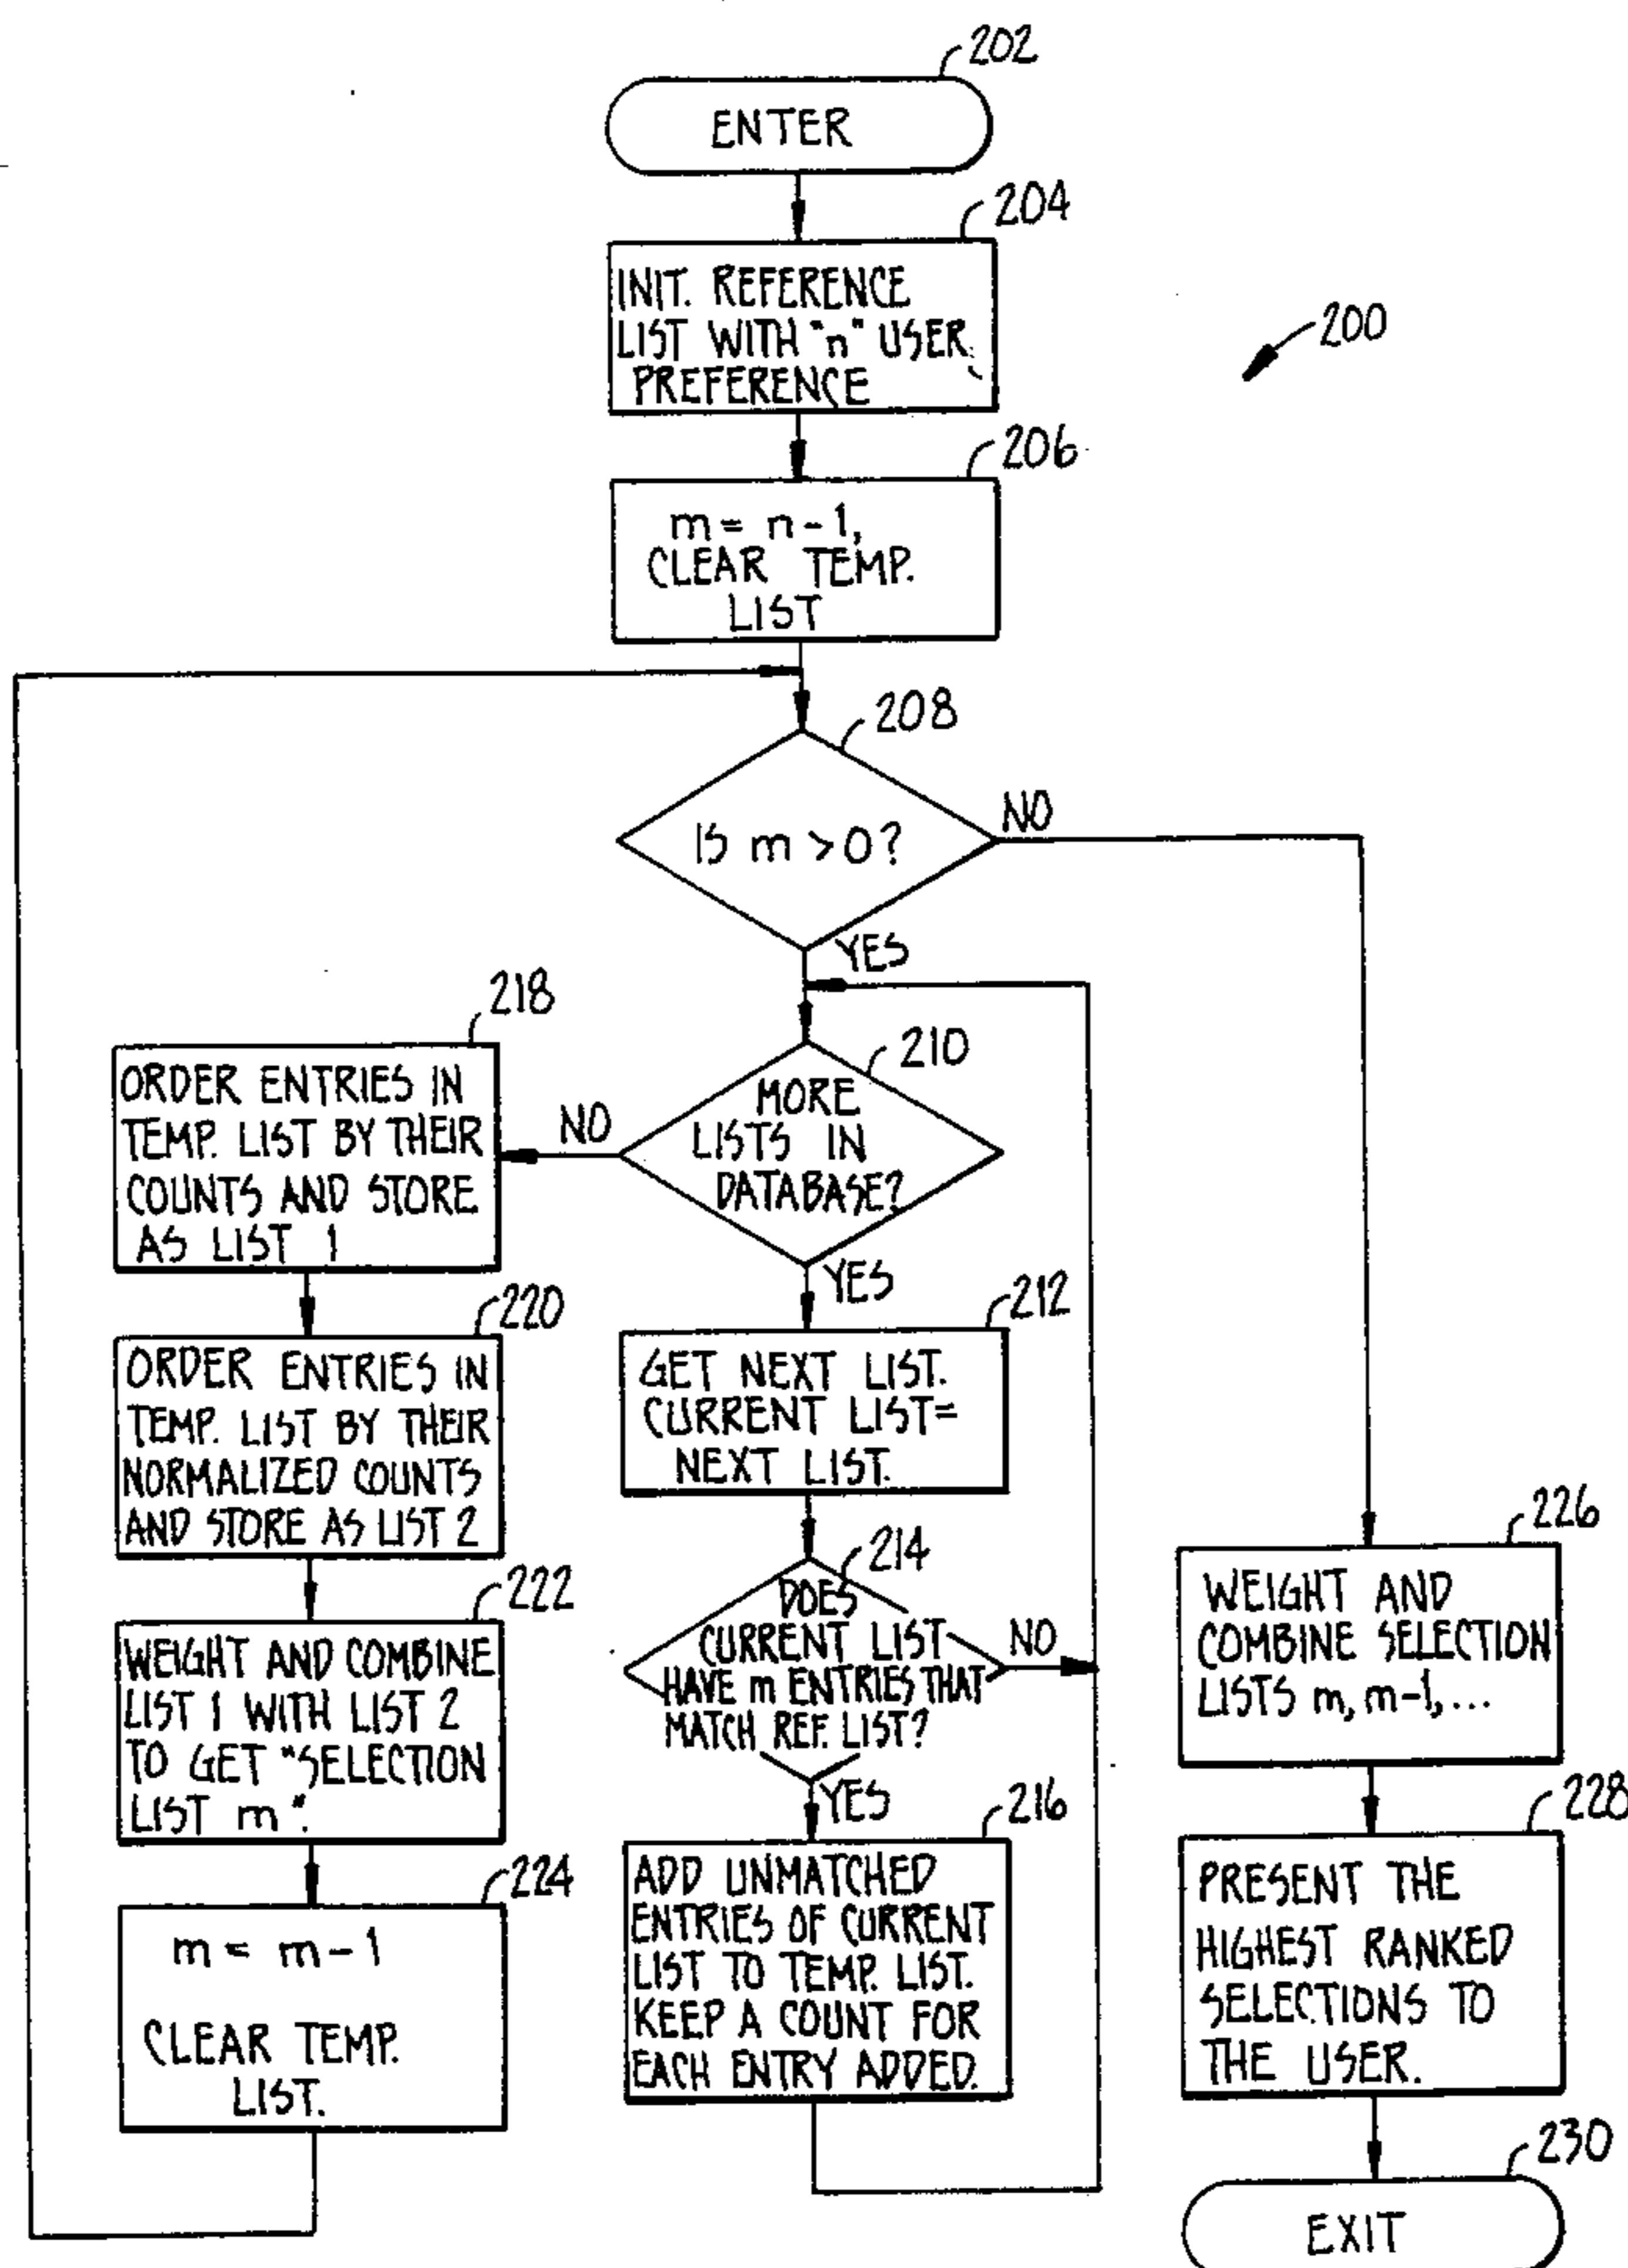 202
ENTER
204
INIT. REFERENCE
LIST WITH "n" USER
PREFERENCE
200
206
m = n - 1,
CLEAR TEMP.
LIST
208
IS m > 0?
NO
YES
210
MORE
LISTS IN
DATABASE?
NO
YES
218
ORDER ENTRIES IN
TEMP. LIST BY THEIR
COUNTS AND STORE
AS LIST 1
220
ORDER ENTRIES IN
TEMP. LIST BY THEIR
NORMALIZED COUNTS
AND STORE AS LIST 2
222
WEIGHT AND COMBINE
LIST 1 WITH LIST 2
TO GET "SELECTION
LIST m".
224
m = m - 1
CLEAR TEMP.
LIST.
212
GET NEXT LIST.
CURRENT LIST=
NEXT LIST.
214
DOES
CURRENT LIST
HAVE m ENTRIES THAT
MATCH REF. LIST?
NO
YES
216
ADD UNMATCHED
ENTRIES OF CURRENT
LIST TO TEMP. LIST.
KEEP A COUNT FOR
EACH ENTRY ADDED.
226
WEIGHT AND
COMBINE SELECTION
LISTS m, m-1, ...
228
PRESENT THE
HIGHEST RANKED
SELECTIONS TO
THE USER.
230
EXIT